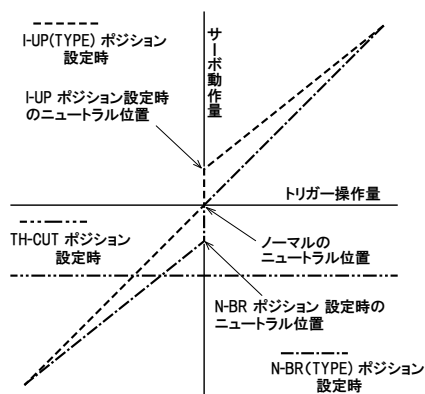 I-UP(TYPE) ポジション
設定時
サーボ動作量
I-UP ポジション設定時
のニュートラル位置
トリガー操作量
TH-CUT ポジション
設定時
ノーマルの
ニュートラル位置
N-BR ポジション 設定時の
ニュートラル位置
N-BR(TYPE) ポジション
設定時